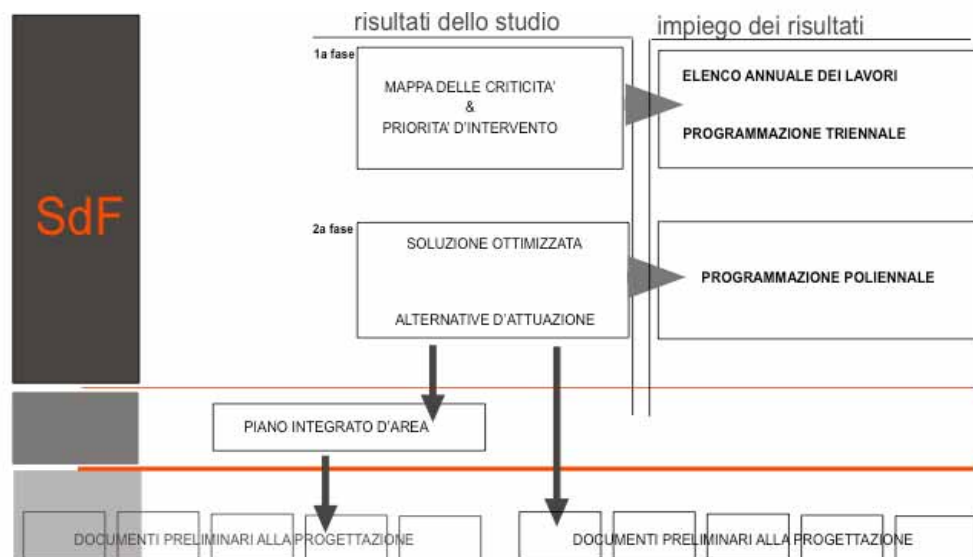 risultati dello studio
impiego dei risultati
1a fase
MAPPA DELLE CRITICITA'
&
PRIORITA' D'INTERVENTO
ELENCO ANNUALE DEI LAVORI
PROGRAMMAZIONE TRIENNALE
SdF
2a fase
SOLUZIONE OTTIMIZZATA
ALTERNATIVE D'ATTUAZIONE
PROGRAMMAZIONE POLIENNALE
PIANO INTEGRATO D'AREA
DOCUMENTI PRELIMINARI ALLA PROGETTAZIONE
DOCUMENTI PRELIMINARI ALLA PROGETTAZIONE